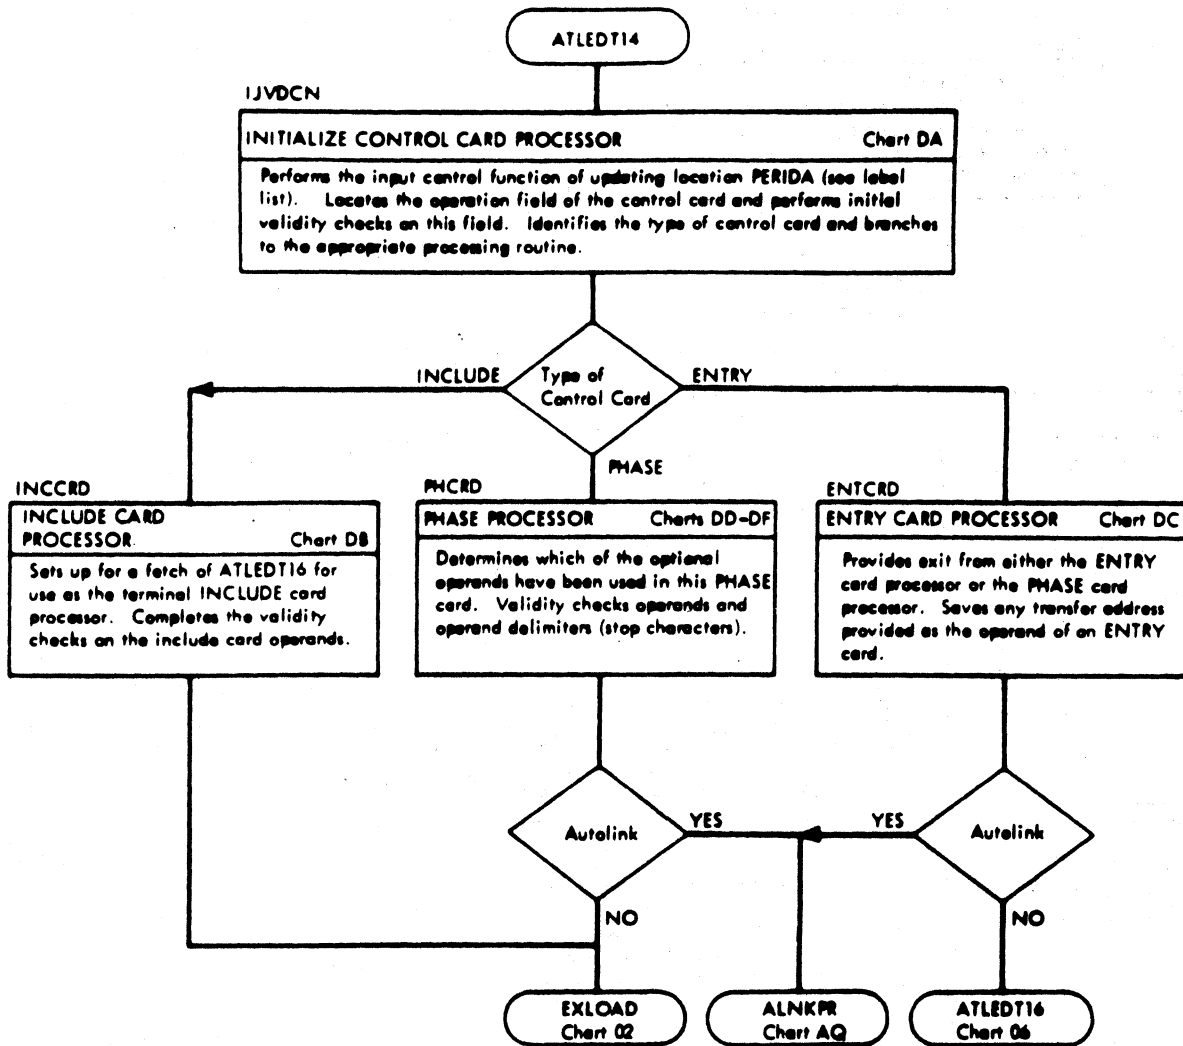 ATLEDT14
IJVDCN
INITIALIZE CONTROL CARD PROCESSOR Chart DA
Performs the input control function of updating location PERIDA (see label
list). Locates the operation field of the control card and performs initial
validity checks on this field. Identifies the type of control card and branches
to the appropriate processing routine.
INCLUDE
Type of
Control Card
ENTRY
PHASE
INCCRD
INCLUDE CARD
PROCESSOR. Chart DB
Sets up for a fetch of ATLEDT16 for
use as the terminal INCLUDE card
processor. Completes the validity
checks on the include card operands.
PHCRD
PHASE PROCESSOR Charts DD-DF
Determines which of the optional
operands have been used in this PHASE
card. Validity checks operands and
operand delimiters (stop characters).
ENTCRD
ENTRY CARD PROCESSOR Chart DC
Provides exit from either the ENTRY
card processor or the PHASE card
processor. Saves any transfer address
provided as the operand of an ENTRY
card.
Autolink
YES
YES
Autolink
NO
NO
EXLOAD
Chart 02
ALNKPR
Chart AQ
ATLEDT16
Chart 06